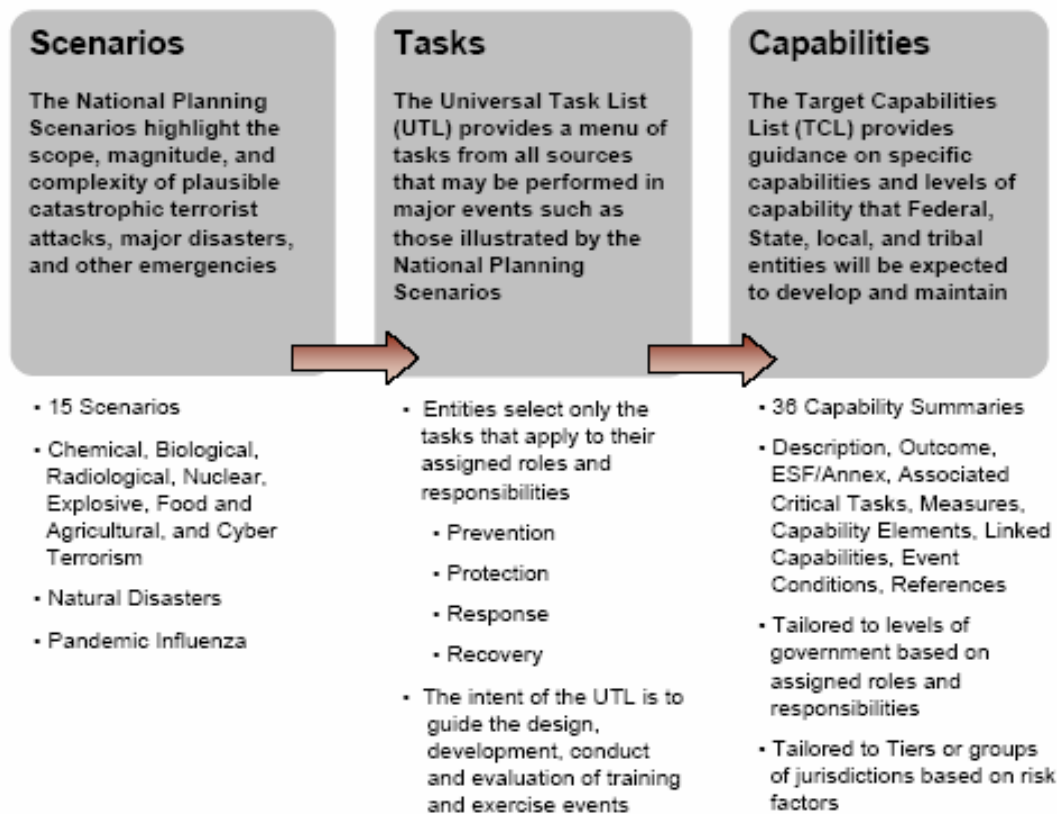 Scenarios
The National Planning
Scenarios highlight the
scope, magnitude, and
complexity of plausible
catastrophic terrorist
attacks, major disasters,
and other emergencies
▪ 15 Scenarios
▪ Chemical, Biological,
Radiological, Nuclear,
Explosive, Food and
Agricultural, and Cyber
Terrorism
▪ Natural Disasters
▪ Pandemic Influenza
Tasks
The Universal Task List
(UTL) provides a menu of
tasks from all sources
that may be performed in
major events such as
those illustrated by the
National Planning
Scenarios
▪ Entities select only the
tasks that apply to their
assigned roles and
responsibilities
▪ Prevention
▪ Protection
▪ Response
▪ Recovery
▪ The intent of the UTL is to
guide the design,
development, conduct
and evaluation of training
and exercise events
Capabilities
The Target Capabilities
List (TCL) provides
guidance on specific
capabilities and levels of
capability that Federal,
State, local, and tribal
entities will be expected
to develop and maintain
▪ 36 Capability Summaries
▪ Description, Outcome,
ESF/Annex, Associated
Critical Tasks, Measures,
Capability Elements, Linked
Capabilities, Event
Conditions, References
▪ Tailored to levels of
government based on
assigned roles and
responsibilities
▪ Tailored to Tiers or groups
of jurisdictions based on risk
factors